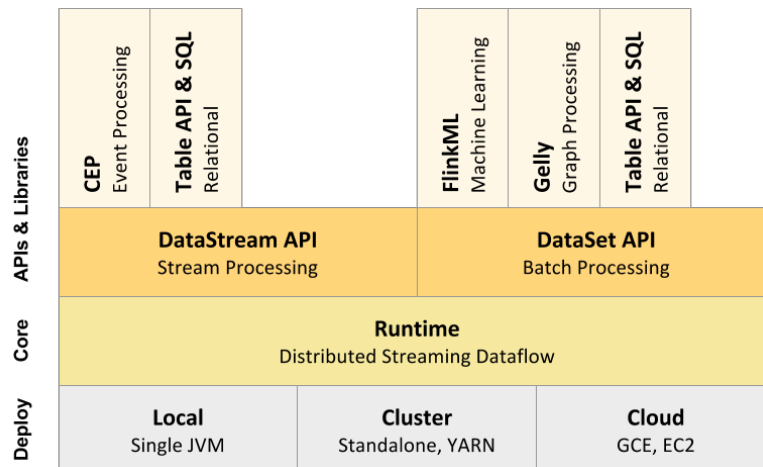 CEP
Event Processing
Table API & SQL
Relational
FlinkML
Machine Learning
Gelly
Graph Processing
Table API & SQL
Relational
APIs & Libraries
DataStream API
Stream Processing
DataSet API
Batch Processing
Core
Runtime
Distributed Streaming Dataflow
Deploy
Local
Single JVM
Cluster
Standalone, YARN
Cloud
GCE, EC2